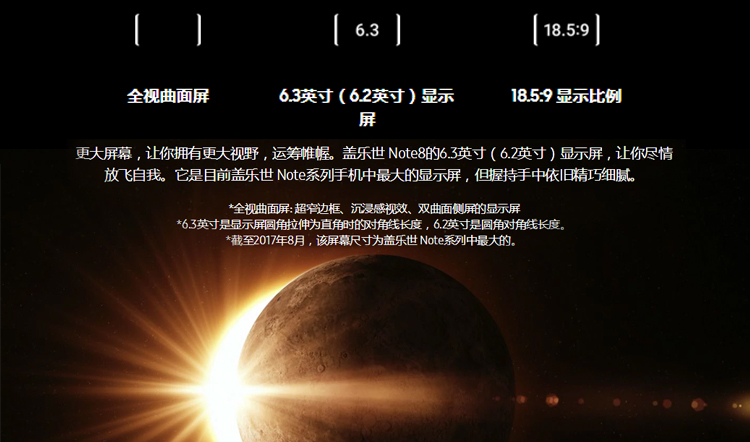 6.3
18.5:9
全视曲面屏
6.3英寸（6.2英寸）显示
屏
18.5:9 显示比例
更大屏幕，让你拥有更大视野，运筹帷幄。盖乐世 Note8的6.3英寸（6.2英寸）显示屏，让你尽情
放飞自我。它是目前盖乐世 Note系列手机中最大的显示屏，但握持手中依旧精巧细腻。
*全视曲面屏: 超窄边框、沉浸感视效、双曲面侧屏的显示屏
*6.3英寸是显示屏圆角拉伸为直角时的对角线长度，6.2英寸是圆角对角线长度。
*截至2017年8月，该屏幕尺寸为盖乐世 Note系列中最大的。